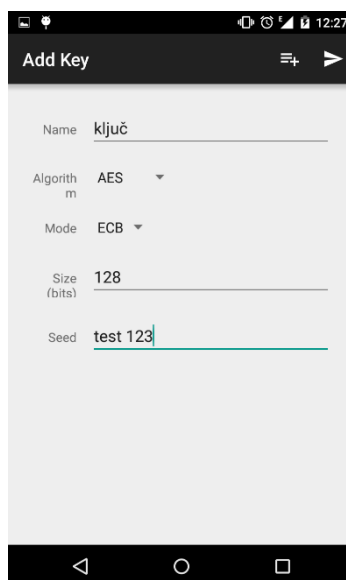 12:27
Add Key
Name ključ
Algorith
m
AES
Mode ECB
Size
(bits)
128
Seed test 123